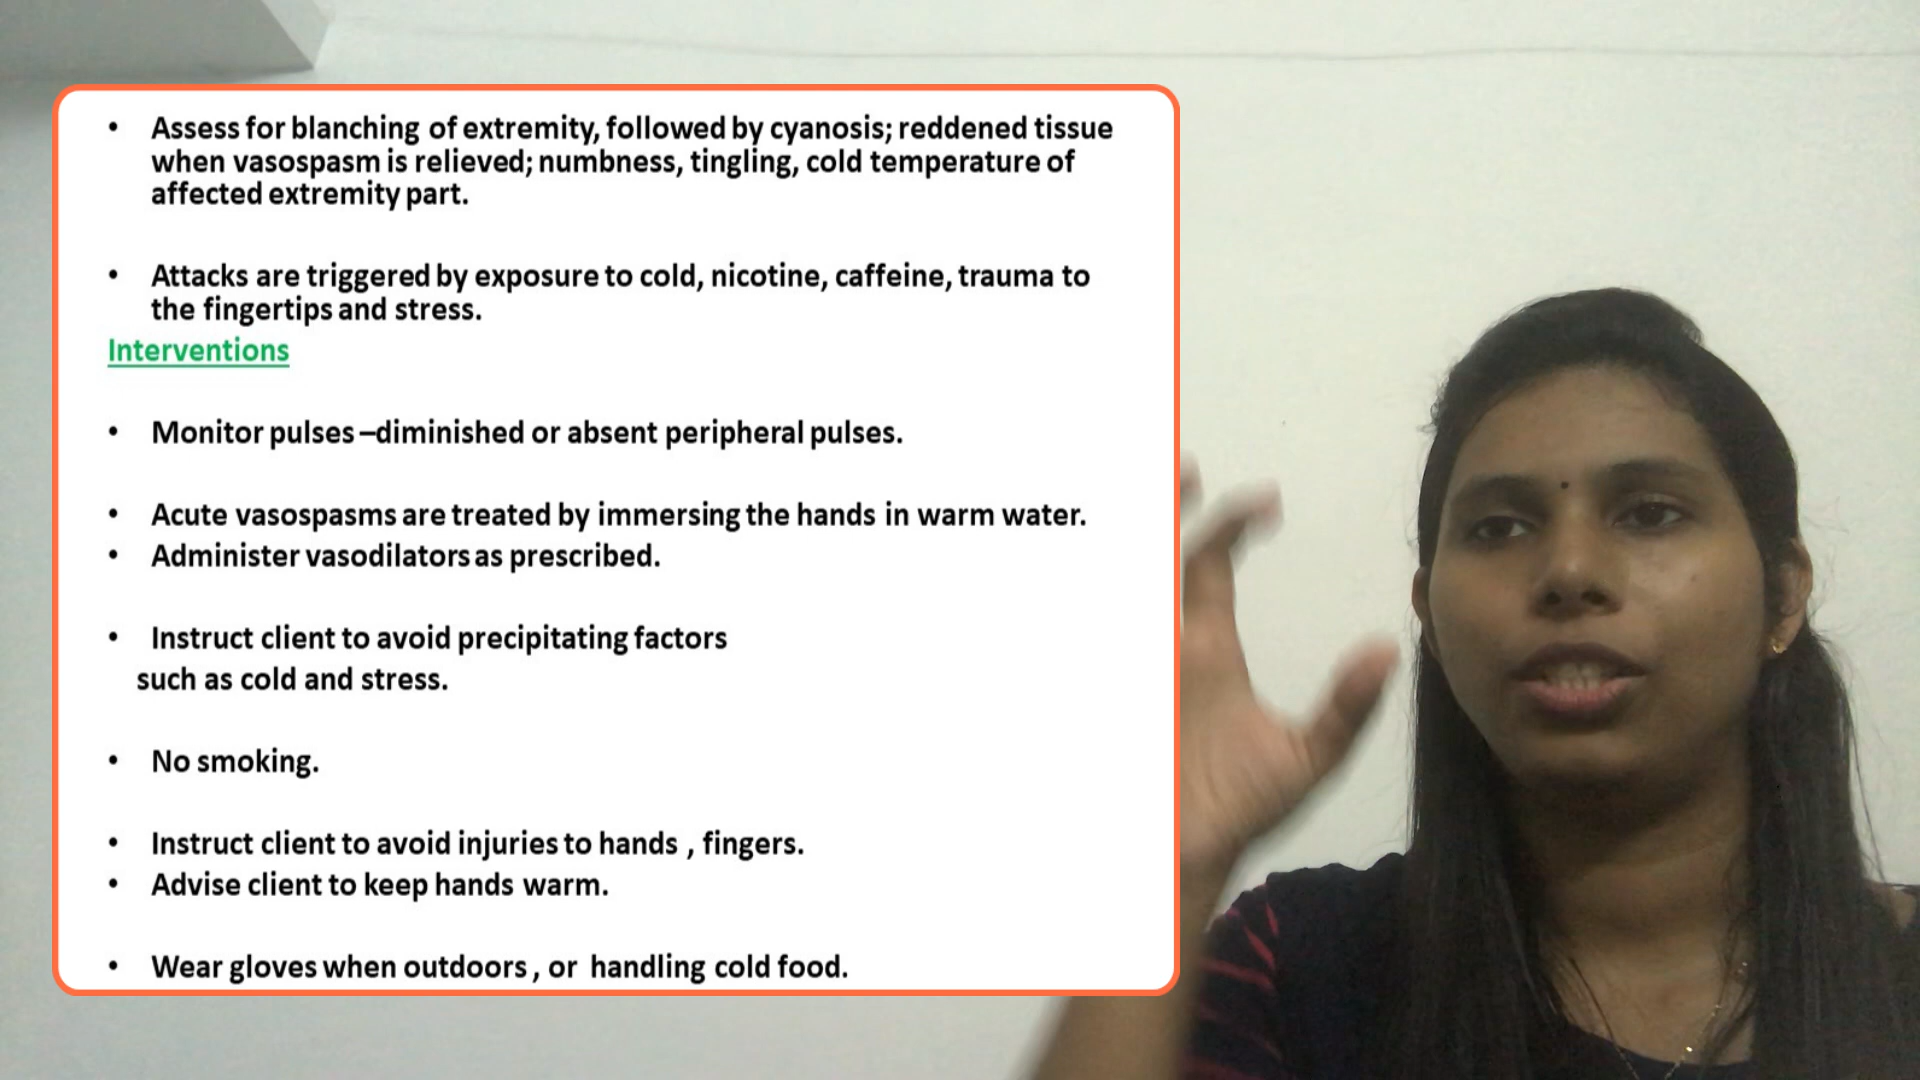 • Assess for blanching of extremity, followed by cyanosis; reddened tissue
when vasospasm is relieved; numbness, tingling, cold temperature of
affected extremity part.
• Attacks are triggered by exposure to cold, nicotine, caffeine, trauma to
the fingertips and stress.
Interventions
• Monitor pulses –diminished or absent peripheral pulses.
• Acute vasospasms are treated by immersing the hands in warm water.
• Administer vasodilators as prescribed.
• Instruct client to avoid precipitating factors
such as cold and stress.
• No smoking.
• Instruct client to avoid injuries to hands , fingers.
• Advise client to keep hands warm.
• Wear gloves when outdoors , or handling cold food.